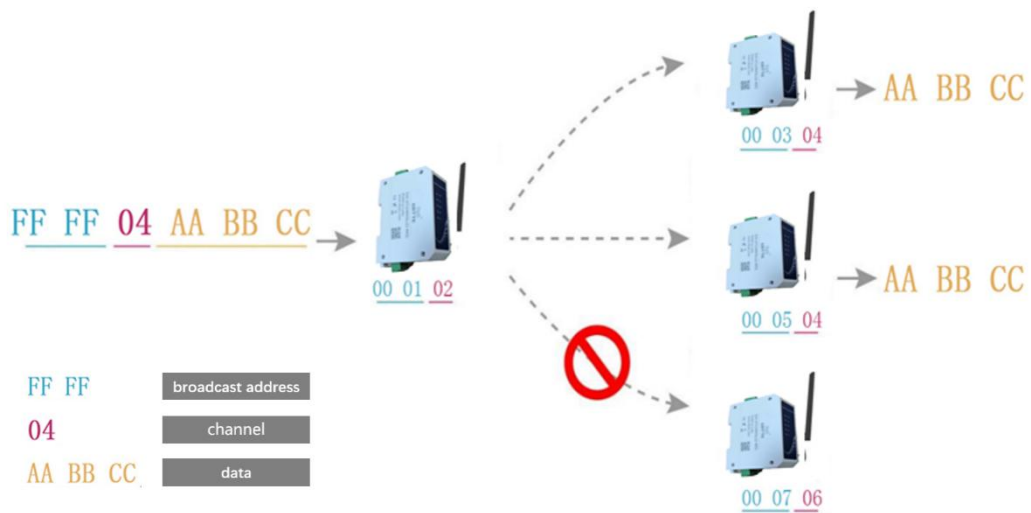 AA BB CC
00 03 04
FF FF 04 AA BB CC
00 01 02
AA BB CC
00 05 04
FF FF broadcast address
04 channel
AA BB CC data
00 07 06